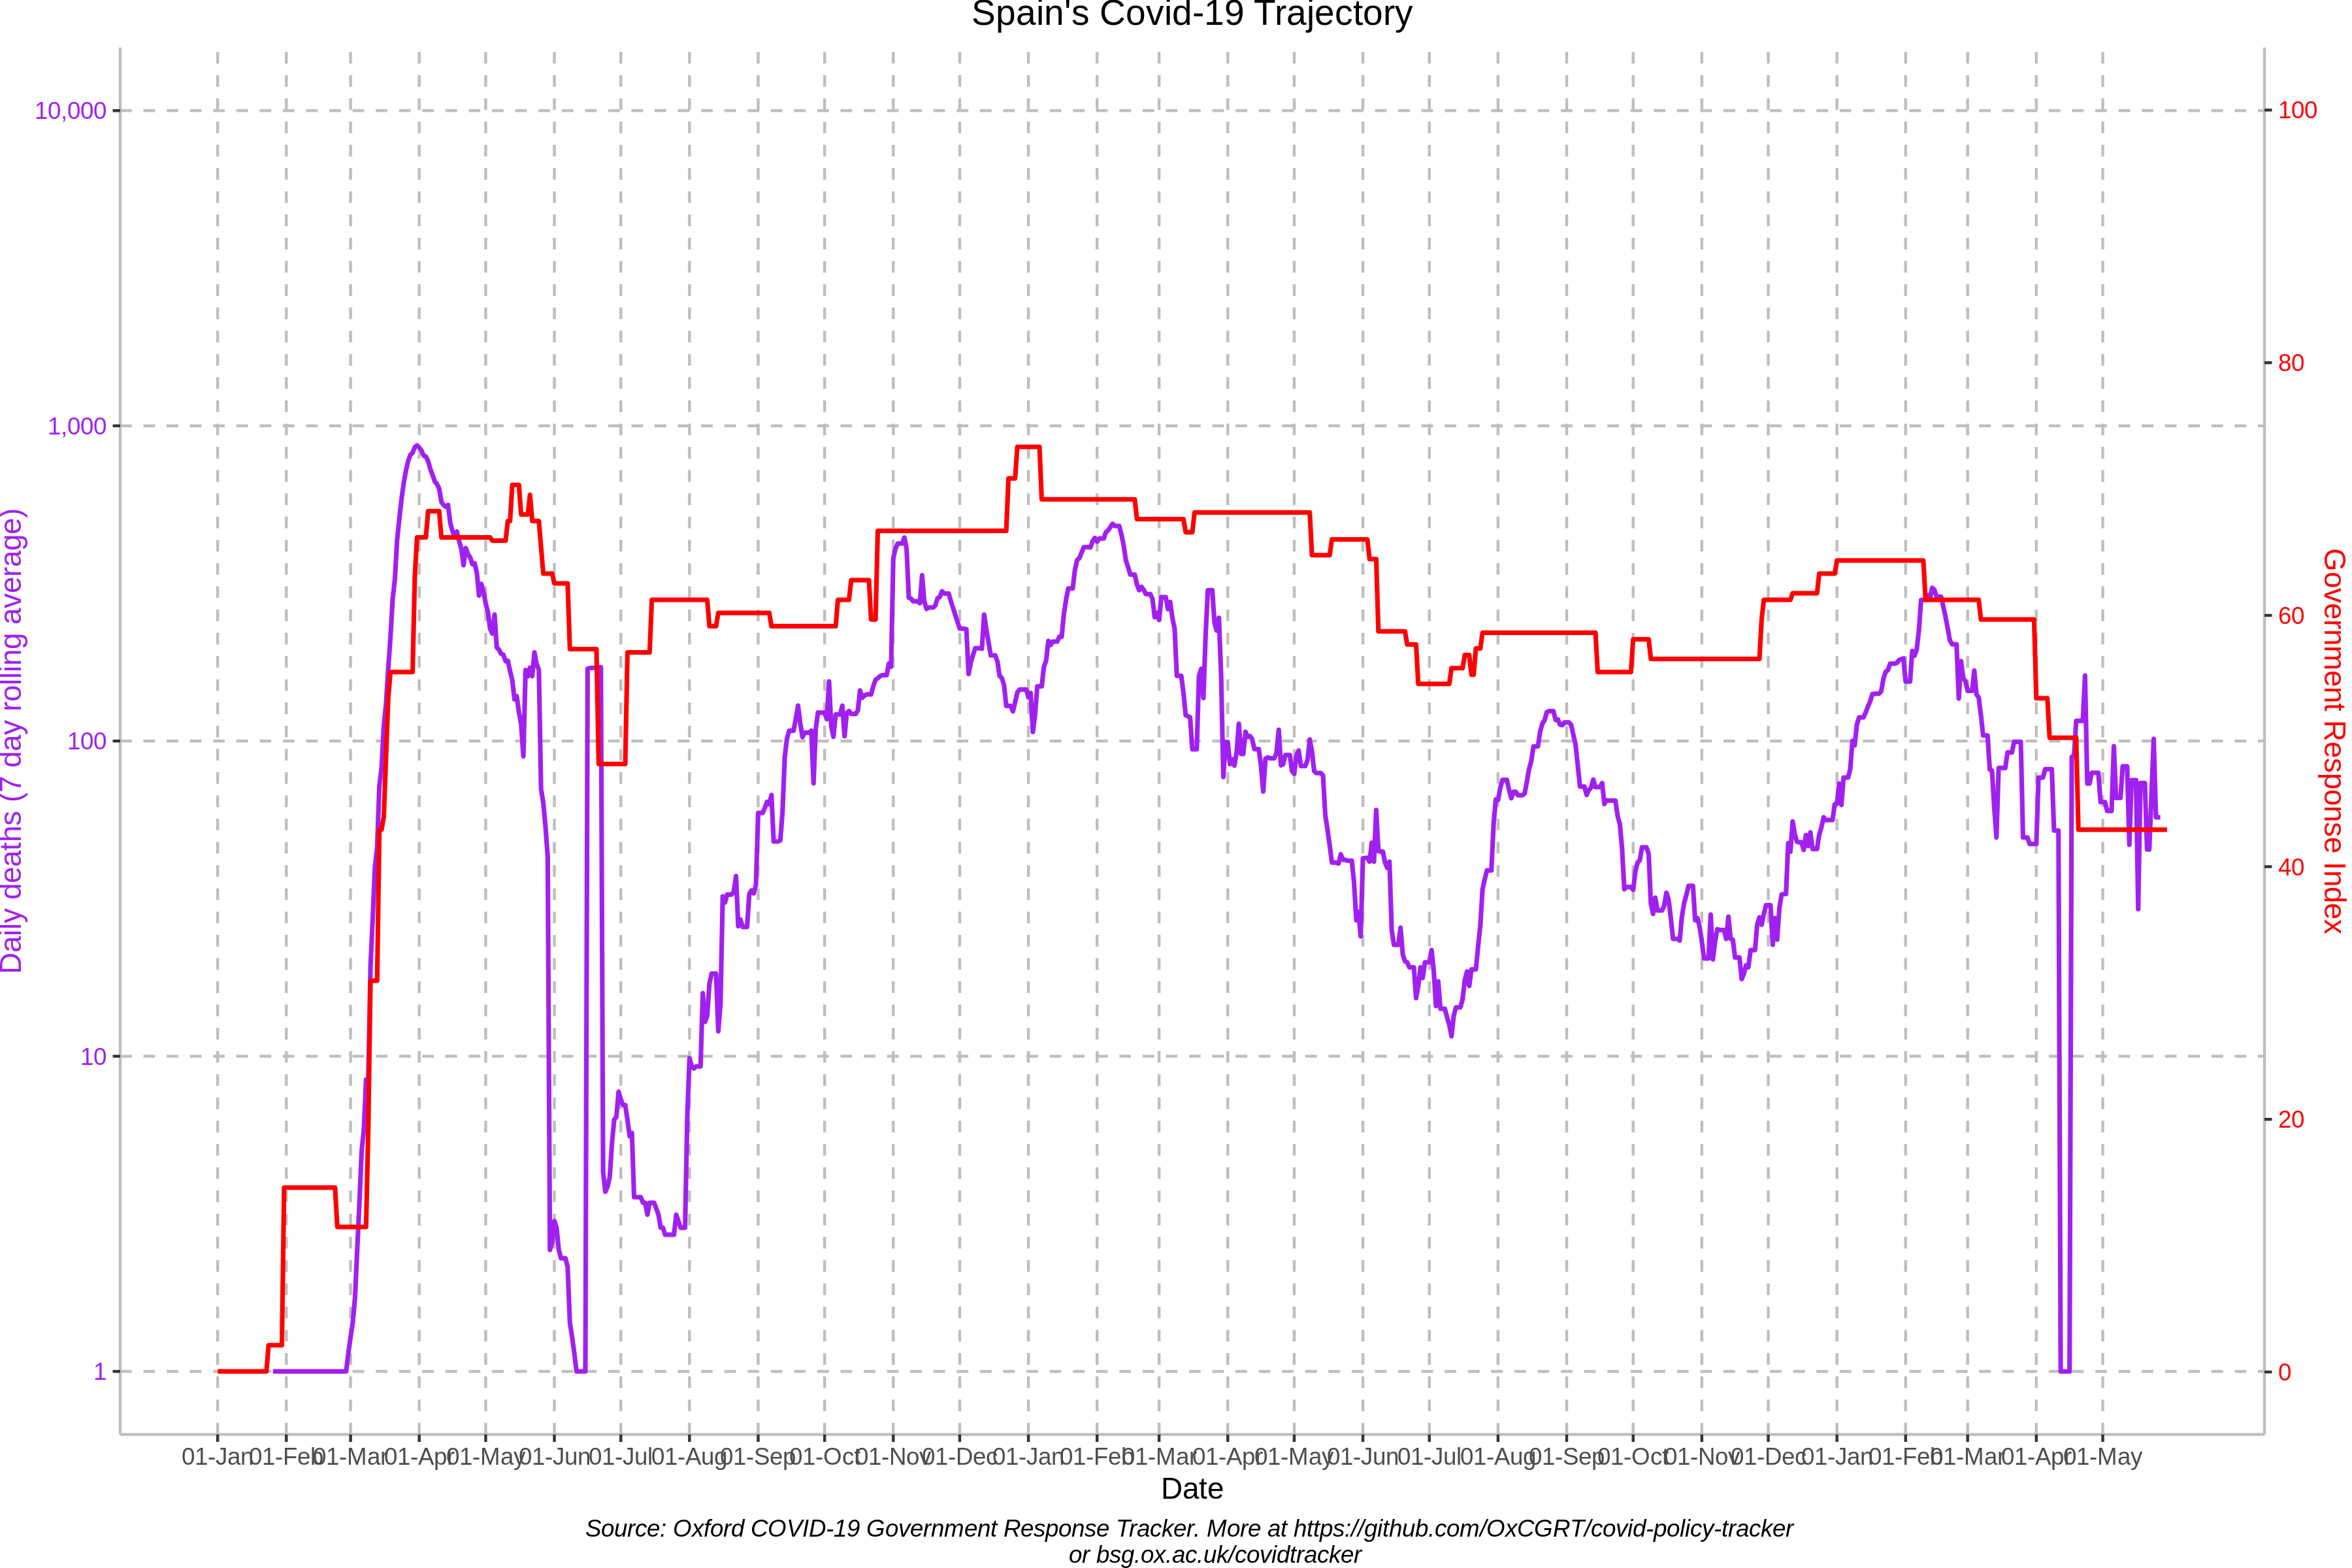 Spain's Covid-19 Trajectory
Daily deaths (7 day rolling average)
10,000
1,000
100
10
1
100
80
60
40
20
0
Government Response Index
01-Jan 01-Feb 01-Mar 01-Apr 01-May 01-Jun 01-Jul 01-Aug 01-Sep 01-Oct 01-Nov 01-Dec 01-Jan 01-Feb 01-Mar 01-Apr 01-May 01-Jun 01-Jul 01-Aug 01-Sep 01-Oct 01-Nov 01-Dec 01-Jan 01-Feb 01-Mar 01-Apr 01-May
Date
Source: Oxford COVID-19 Government Response Tracker. More at https://github.com/OxCGRT/covid-policy-tracker
or bsg.ox.ac.uk/covidtracker